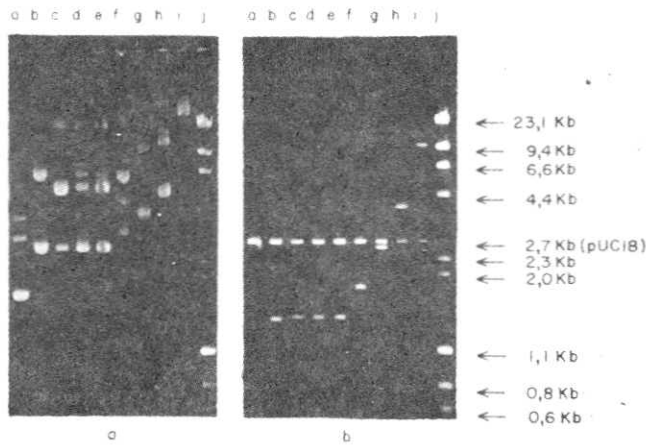 a b c d e f g h i j
a b c d e f g h i j
← 23,1 Kb
← 9,4 Kb
← 6,6 Kb
← 4,4 Kb
← 2,7 Kb (pUC18)
← 2,3 Kb
← 2,0 Kb
← 1,1 Kb
← 0,8 Kb
← 0,6 Kb
a
b